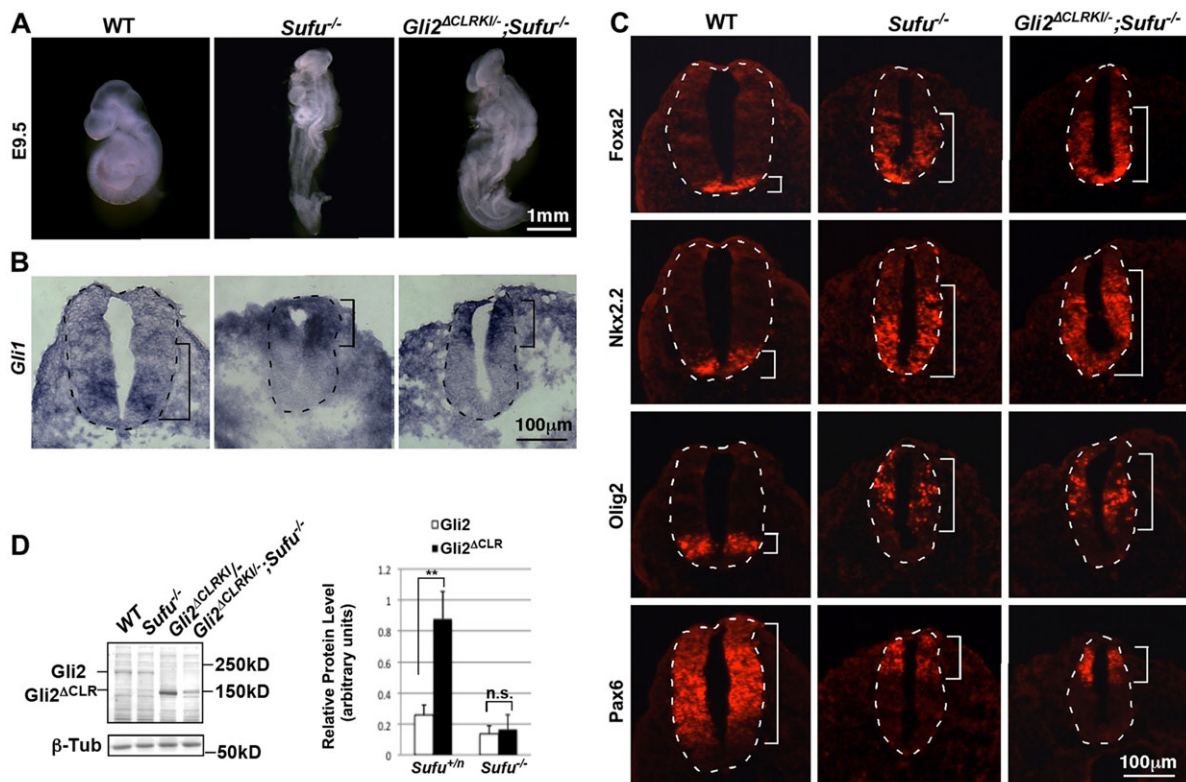 A
WT
Sufu-/-
Gli2ΔCLRKI/-;Sufu-/-
E9.5
1mm
B
Gli1
100μm
C
WT
Sufu-/-
Gli2ΔCLRKI/-;Sufu-/-
Foxa2
Nkx2.2
Olig2
Pax6
100μm
D
WT
Sufu-/-
Gli2ΔCLRKI/-
Gli2ΔCLRKI/-;Sufu-/-
Gli2
Gli2ΔCLR
β-Tub
250kD
150kD
50kD
Gli2
Gli2ΔCLR
Relative Protein Level
(arbitrary units)
1.2
1
0.8
0.6
0.4
0.2
0
**
n.s.
Sufu+/n
Sufu-/-